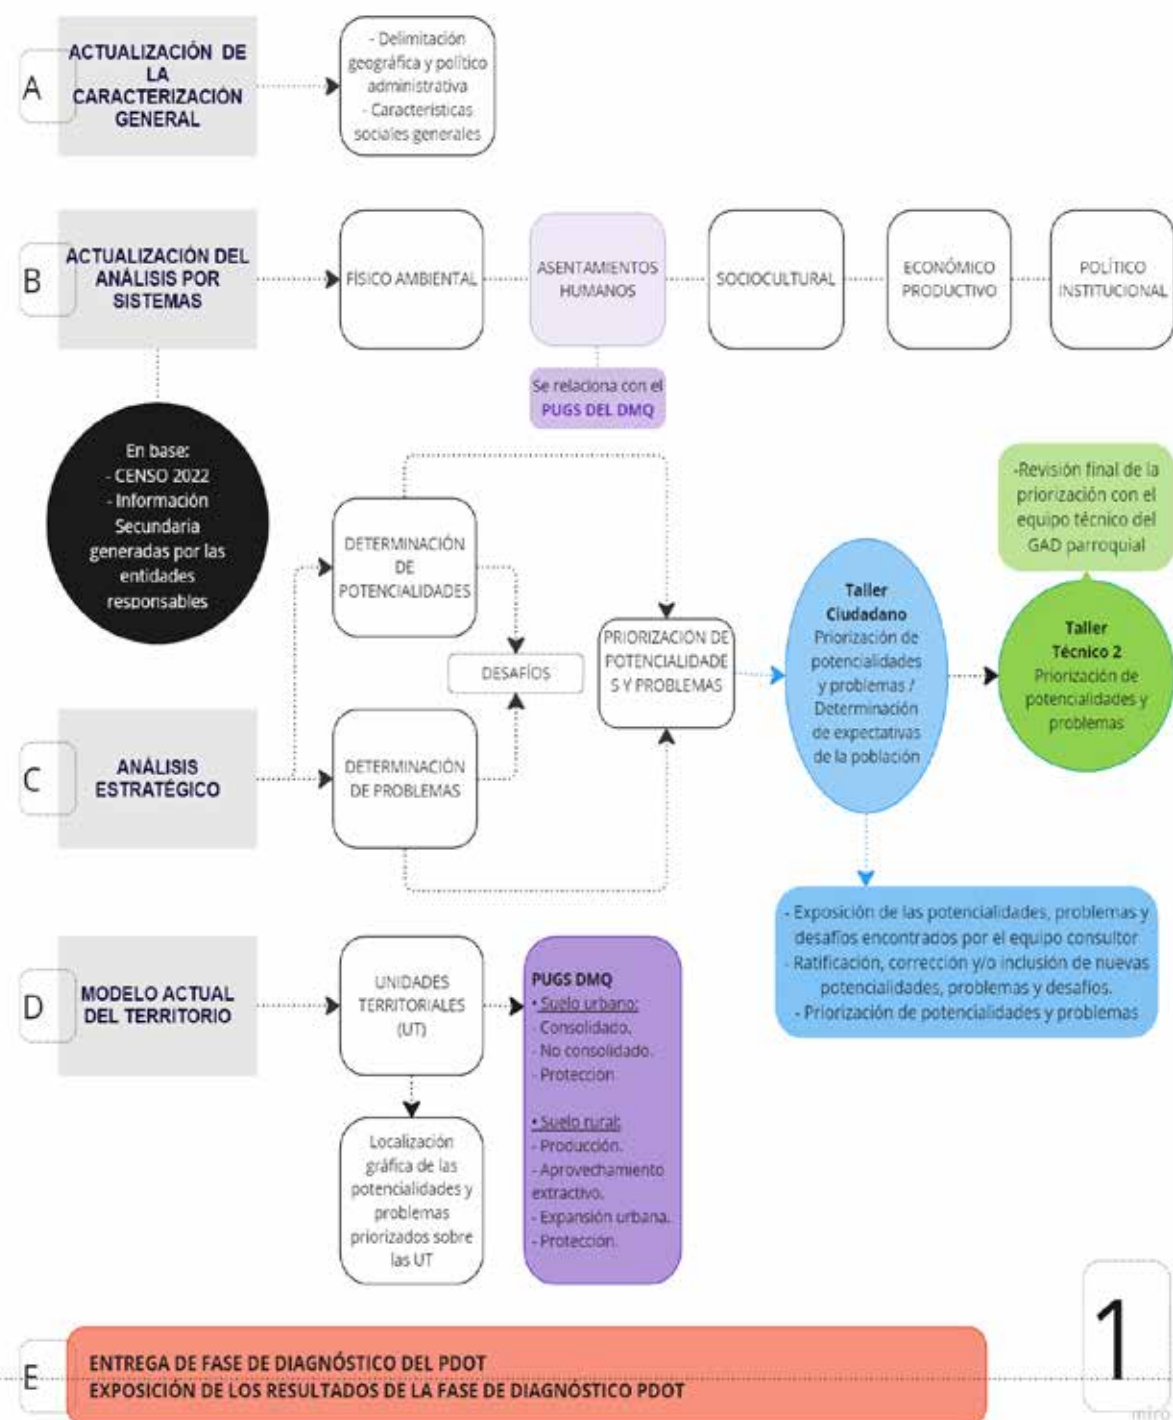 A
ACTUALIZACIÓN DE
LA
CARACTERIZACIÓN
GENERAL
- Delimitación
geográfica y político
administrativa
- Características
sociales generales
B
ACTUALIZACIÓN DEL
ANÁLISIS POR
SISTEMAS
FÍSICO AMBIENTAL
ASENTAMIENTOS
HUMANOS
SOCIOCULTURAL
ECONÓMICO
PRODUCTIVO
POLÍTICO
INSTITUCIONAL
Se relaciona con el
PUGS DEL DMQ
En base:
- CENSO 2022
- Información
Secundaria
generadas por las
entidades
responsables
C
ANÁLISIS
ESTRATÉGICO
DETERMINACIÓN
DE
POTENCIALIDADES
DESAFÍOS
DETERMINACIÓN
DE PROBLEMAS
PRIORIZACIÓN DE
POTENCIALIDADE
S Y PROBLEMAS
Taller
Ciudadano
Priorización de
potencialidades
y problemas /
Determinación
de expectativas
de la población
-Revisión final de la
priorización con el
equipo técnico del
GAD parroquial
Taller
Técnico 2
Priorización de
potencialidades y
problemas
- Exposición de las potencialidades, problemas y
desafíos encontrados por el equipo consultor
- Ratificación, corrección y/o inclusión de nuevas
potencialidades, problemas y desafíos.
- Priorización de potencialidades y problemas
D
MODELO ACTUAL
DEL TERRITORIO
UNIDADES
TERRITORIALES
(UT)
Localización
gráfica de las
potencialidades y
problemas
priorizados sobre
las UT
PUGS DMQ
• Suelo urbano:
- Consolidado.
- No consolidado.
- Protección.
• Suelo rural:
- Producción.
- Aprovechamiento
extractivo.
- Expansión urbana.
- Protección.
E
ENTREGA DE FASE DE DIAGNÓSTICO DEL PDOT
EXPOSICIÓN DE LOS RESULTADOS DE LA FASE DE DIAGNÓSTICO PDOT
1
miro